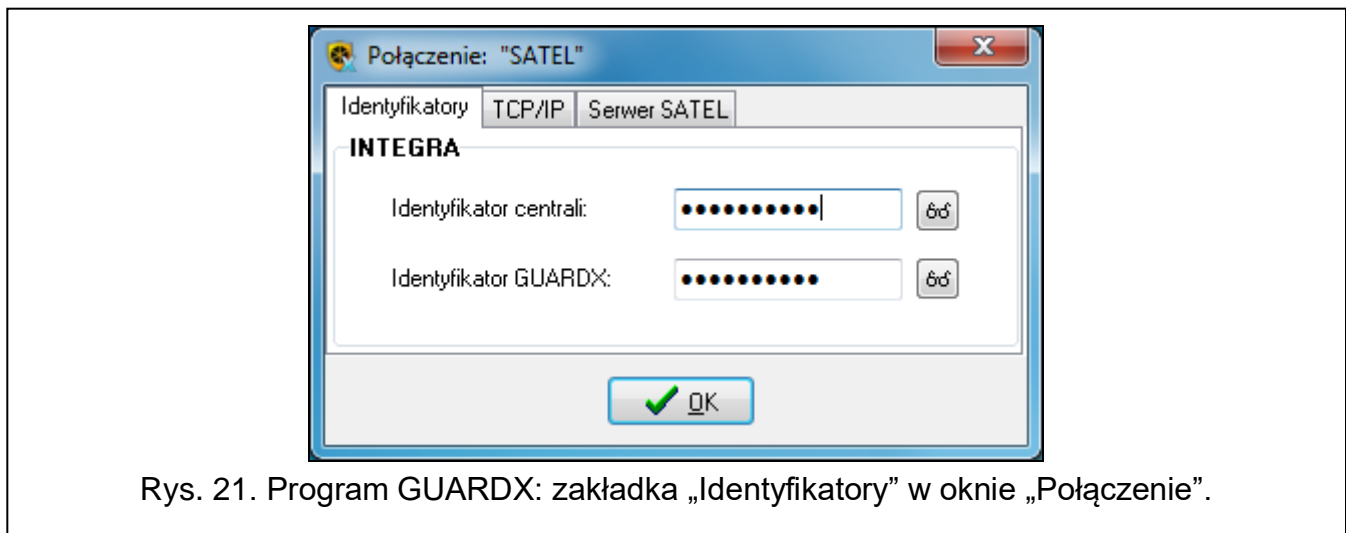 Połączenie: "SATEL"
Identyfikatory TCP/IP Serwer SATEL
INTEGRA
Identyfikator centrali: ●●●●●●●●●●
Identyfikator GUARDX: ●●●●●●●●●●
OK
Rys. 21. Program GUARDX: zakładka „Identyfikatory” w oknie „Połączenie”.